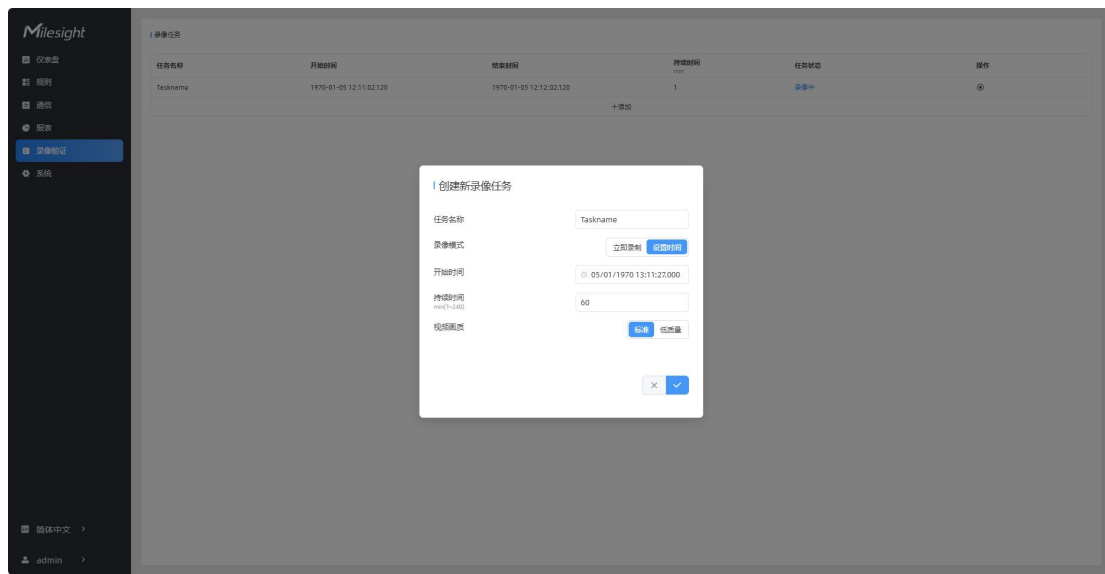 Milesight
仪表盘
规则
通信
报表
录像验证
系统
简体中文
admin
录像任务
任务名称 开始时间 结束时间 持续时间 任务状态 操作
min
Taskname 1970-01-05 12:11:02.120 1970-01-05 12:12:02.120 1 录像中
+添加
创建新录像任务
任务名称 Taskname
录像模式 立即录制 设置时间
开始时间 05/01/1970 13:11:27.000
持续时间 60
min(1~240)
视频画质 标准 低质量